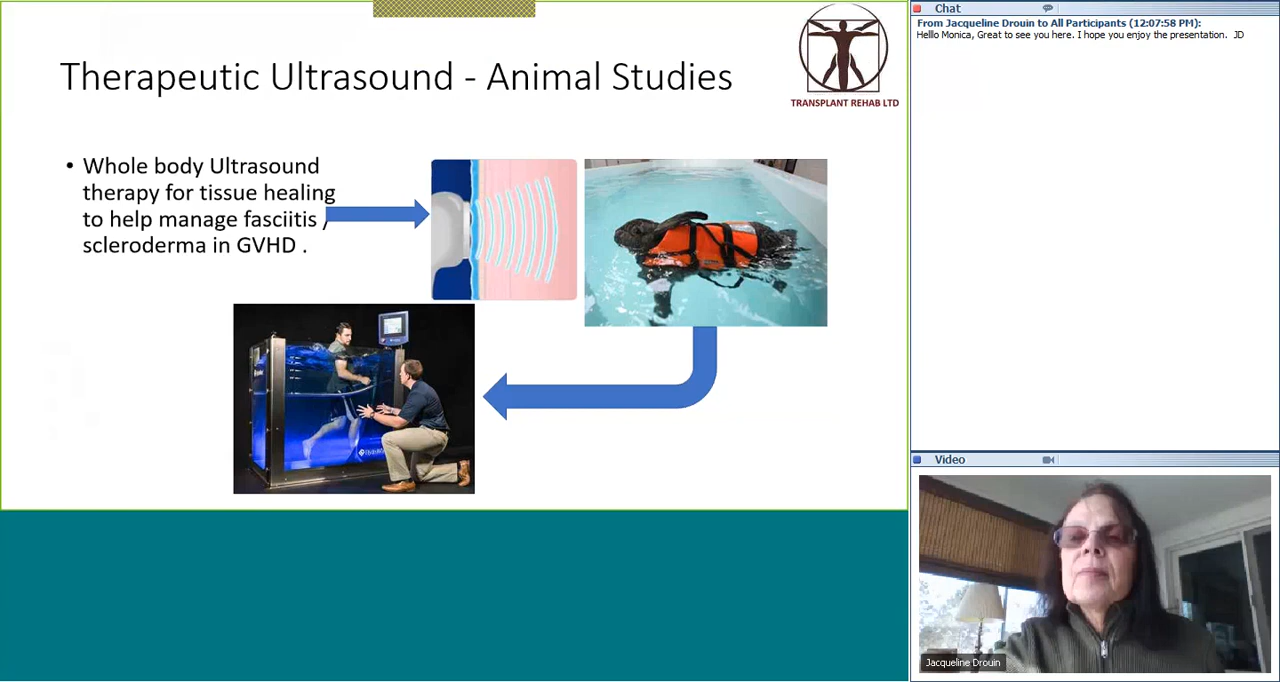 Therapeutic Ultrasound - Animal Studies
TRANSPLANT REHAB LTD
• Whole body Ultrasound
therapy for tissue healing
to help manage fasciitis /
scleroderma in GVHD .
Chat
From Jacqueline Drouin to All Participants (12:07:58 PM):
Helllo Monica, Great to see you here. I hope you enjoy the presentation. JD
Video
Jacqueline Drouin